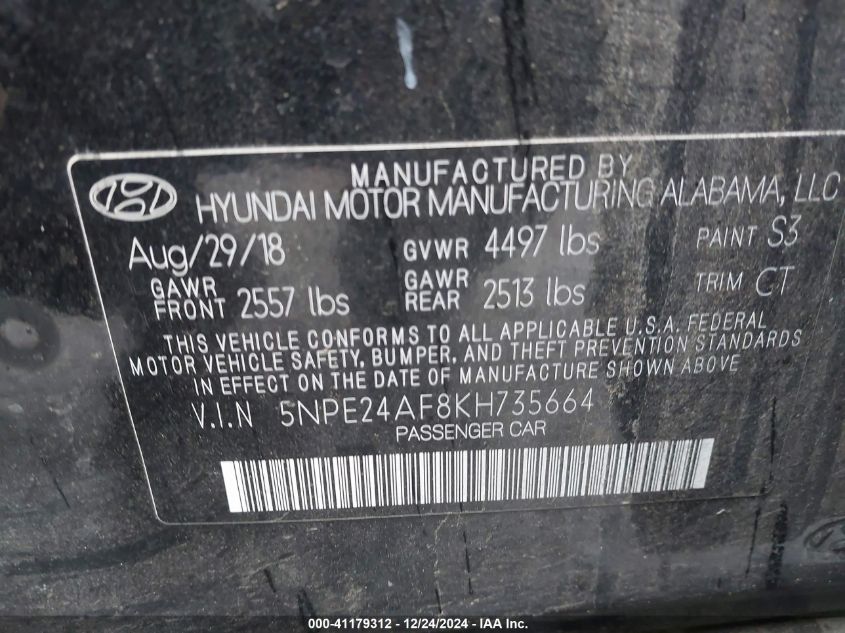 MANUFACTURED BY
HYUNDAI MOTOR MANUFACTURING ALABAMA, LLC
Aug/29/18 GVWR 4497 lbs PAINT S3
GAWR FRONT 2557 lbs GAWR REAR 2513 lbs TRIM CT
THIS VEHICLE CONFORMS TO ALL APPLICABLE U.S.A. FEDERAL
MOTOR VEHICLE SAFETY, BUMPER, AND THEFT PREVENTION STANDARDS
IN EFFECT ON THE DATE OF MANUFACTURE SHOWN ABOVE
V.I.N 5NPE24AF8KH735664
PASSENGER CAR
000-41179312 - 12/24/2024 - IAA Inc.